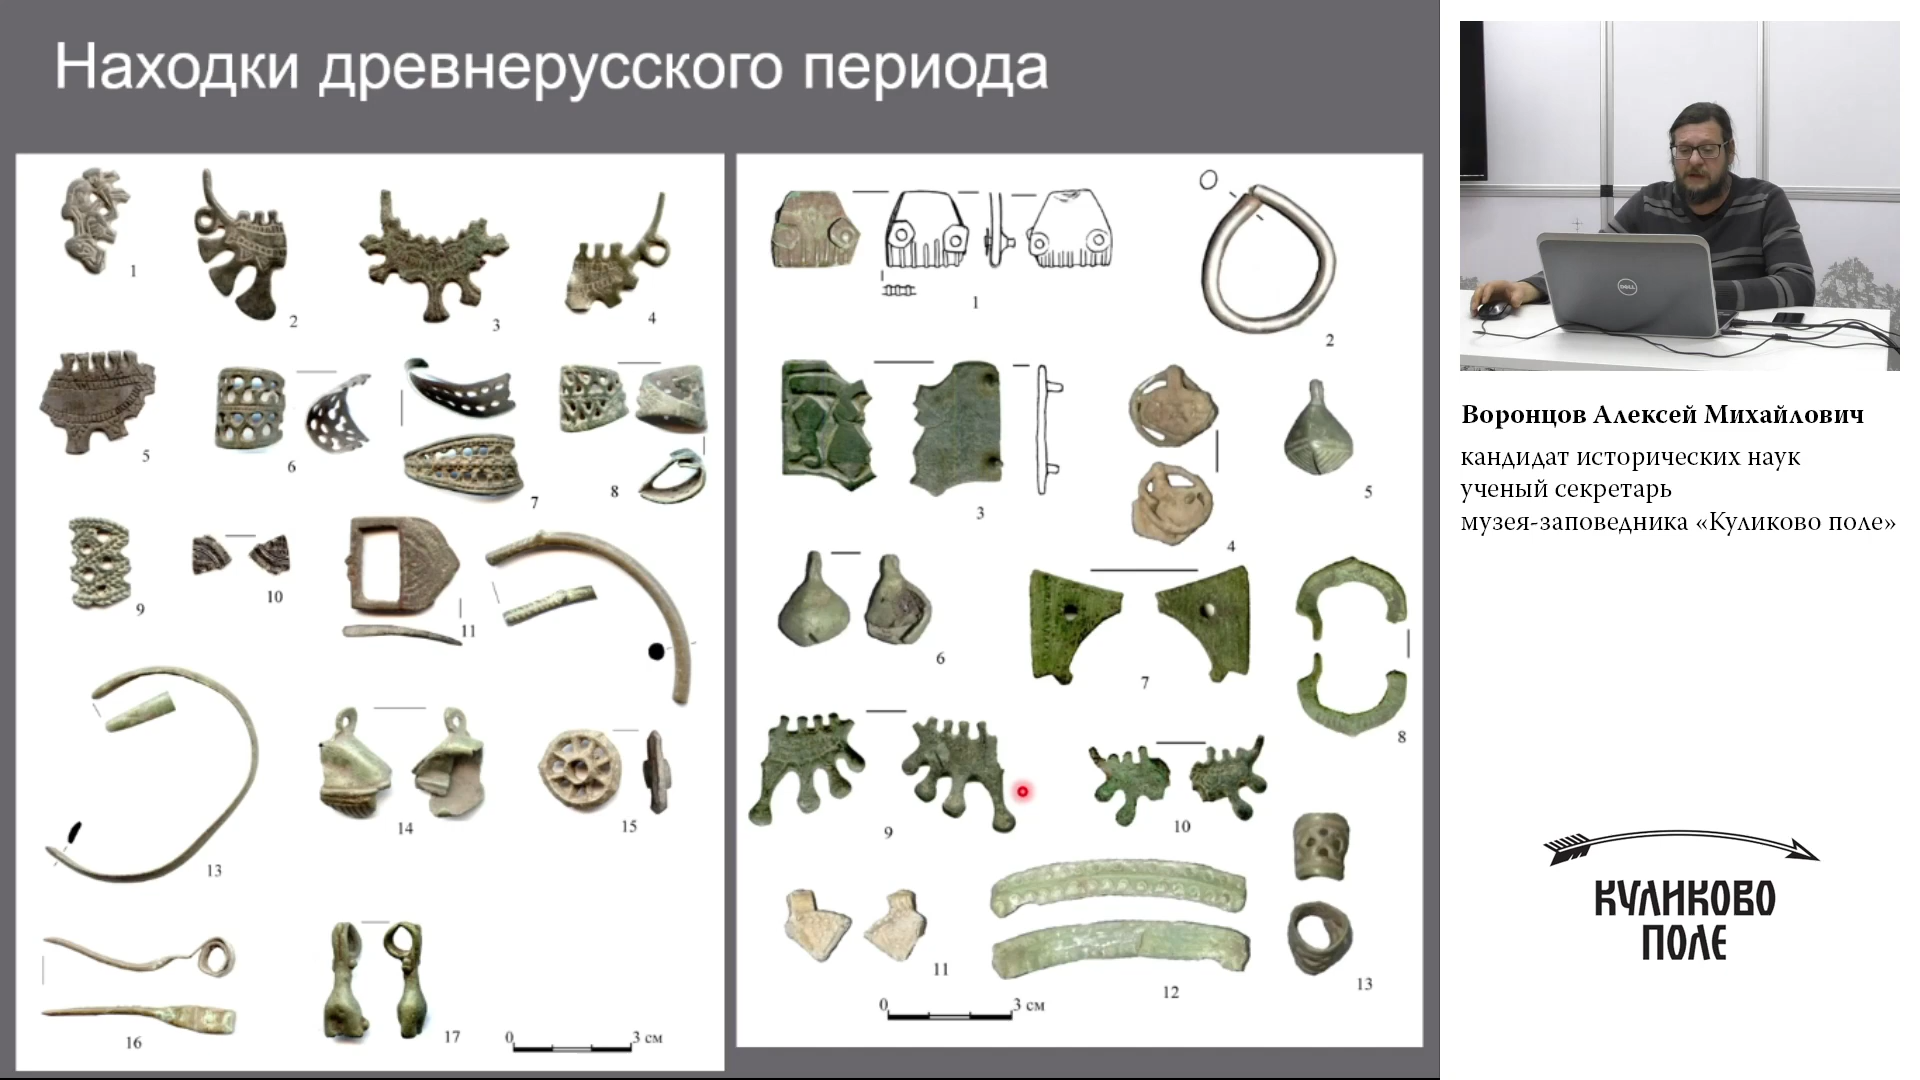 Находки древнерусского периода
1
2
3
4
5
6
7
8
9
10
11
13
14
15
16
17
0 3 см
1
2
3
4
5
6
7
8
9
10
11
12
13
0 3 см
DELL
Воронцов Алексей Михайлович
кандидат исторических наук
ученый секретарь
музея-заповедника «Куликово поле»
КУЛИКОВО
ПОЛЕ